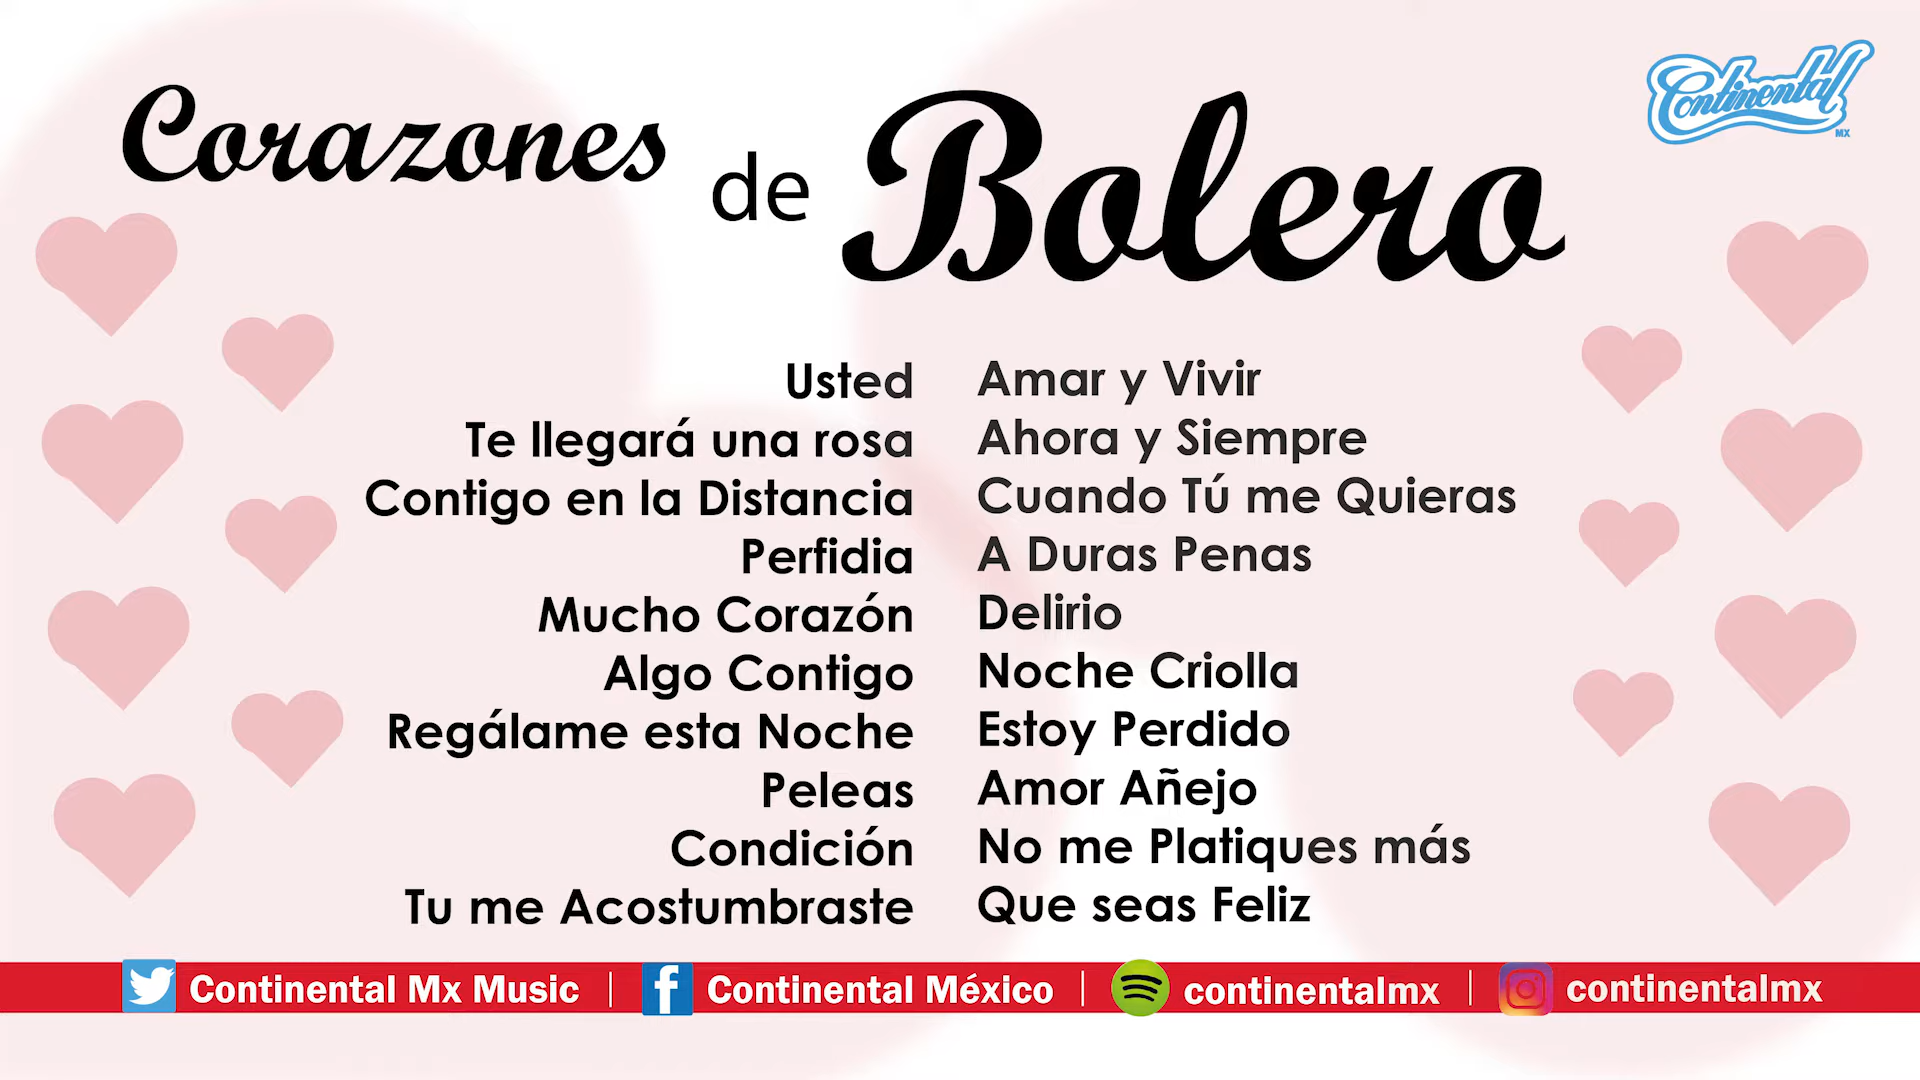 Corazones de Bolero
Continental
MX
Usted
Te llegará una rosa
Contigo en la Distancia
Perfidia
Mucho Corazón
Algo Contigo
Regálame esta Noche
Peleas
Condición
Tu me Acostumbraste
Amar y Vivir
Ahora y Siempre
Cuando Tú me Quieras
A Duras Penas
Delirio
Noche Criolla
Estoy Perdido
Amor Añejo
No me Platiques más
Que seas Feliz
Continental Mx Music | Continental México | continentalmx | continentalmx